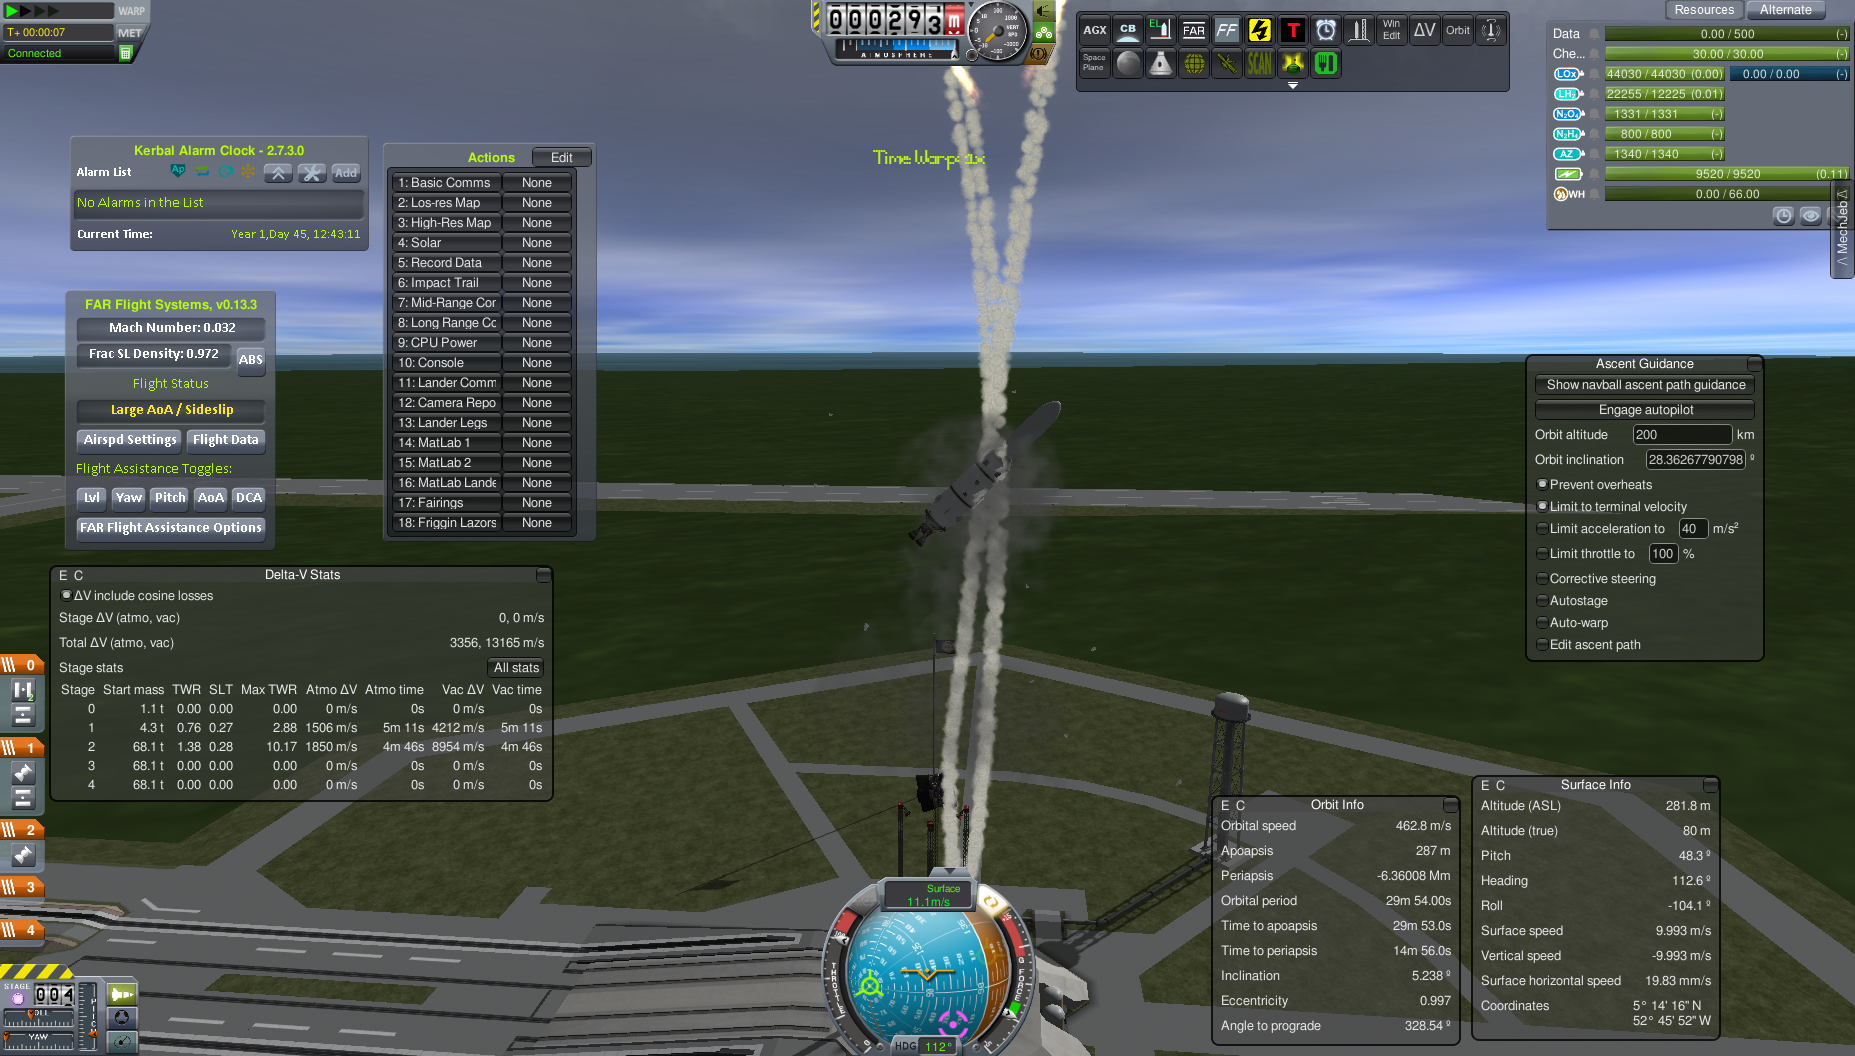 WARP
T+ 00:00:07
MET
Connected
000293m
ATMOSPHERE
AGX
CB
EL
FAR
FF
T
Win Edit
ΔV
Orbit
Space Plane
SCAN
Resources
Alternate
Data 0.00 / 500 (-)
Che... 30.00 / 30.00 (-)
LOx 44030 / 44030 (0.00) 0.00 / 0.00 (-)
LH₂ 22255 / 12225 (0.01)
N₂O₄ 1331 / 1331 (-)
N₂H₄ 800 / 800 (-)
AZ 1340 / 1340 (-)
9520 / 9520 (0.11)
WH 0.00 / 66.00
MechJeb
Kerbal Alarm Clock - 2.7.3.0
Alarm List Ap Add
No Alarms in the List
Current Time: Year 1,Day 45, 12:43:11
Actions Edit
1: Basic Comms None
2: Los-res Map None
3: High-Res Map None
4: Solar None
5: Record Data None
6: Impact Trail None
7: Mid-Range Cor None
8: Long Range Cc None
9: CPU Power None
10: Console None
11: Lander Comm None
12: Camera Repo None
13: Lander Legs None
14: MatLab 1 None
15: MatLab 2 None
16: MatLab Lande None
17: Fairings None
18: Friggin Lazors None
FAR Flight Systems, v0.13.3
Mach Number: 0.032
Frac SL Density: 0.972
ABS
Flight Status
Large AoA / Sideslip
Airspd Settings Flight Data
Flight Assistance Toggles:
Lvl Yaw Pitch AoA DCA
FAR Flight Assistance Options
E C Delta-V Stats
ΔV include cosine losses
Stage ΔV (atmo, vac) 0, 0 m/s
Total ΔV (atmo, vac) 3356, 13165 m/s
Stage stats All stats
Stage Start mass TWR SLT Max TWR Atmo ΔV Atmo time Vac ΔV Vac time
0 1.1 t 0.00 0.00 0.00 0 m/s 0s 0 m/s 0s
1 4.3 t 0.76 0.27 2.88 1506 m/s 5m 11s 4212 m/s 5m 11s
2 68.1 t 1.38 0.28 10.17 1850 m/s 4m 46s 8954 m/s 4m 46s
3 68.1 t 0.00 0.00 0.00 0 m/s 0s 0 m/s 0s
4 68.1 t 0.00 0.00 0.00 0 m/s 0s 0 m/s 0s
Ascent Guidance
Show navball ascent path guidance
Engage autopilot
Orbit altitude 200 km
Orbit inclination 28.36267790798 º
Prevent overheats
Limit to terminal velocity
Limit acceleration to 40 m/s²
Limit throttle to 100 %
Corrective steering
Autostage
Auto-warp
Edit ascent path
E C Orbit Info
Orbital speed 462.8 m/s
Apoapsis 287 m
Periapsis -6.36008 Mm
Orbital period 29m 54.00s
Time to apoapsis 29m 53.0s
Time to periapsis 14m 56.0s
Inclination 5.238 º
Eccentricity 0.997
Angle to prograde 328.54 º
E C Surface Info
Altitude (ASL) 281.8 m
Altitude (true) 80 m
Pitch 48.3 º
Heading 112.6 º
Roll -104.1 º
Surface speed 9.993 m/s
Vertical speed -9.993 m/s
Surface horizontal speed 19.83 mm/s
Coordinates 5° 14' 16" N
52° 45' 52" W
0
1
2
3
4
STAGE
004
ROLL
YAW
PITCH
Surface
11.1m/s
THROTTLE
G FORCE
HDG 112°